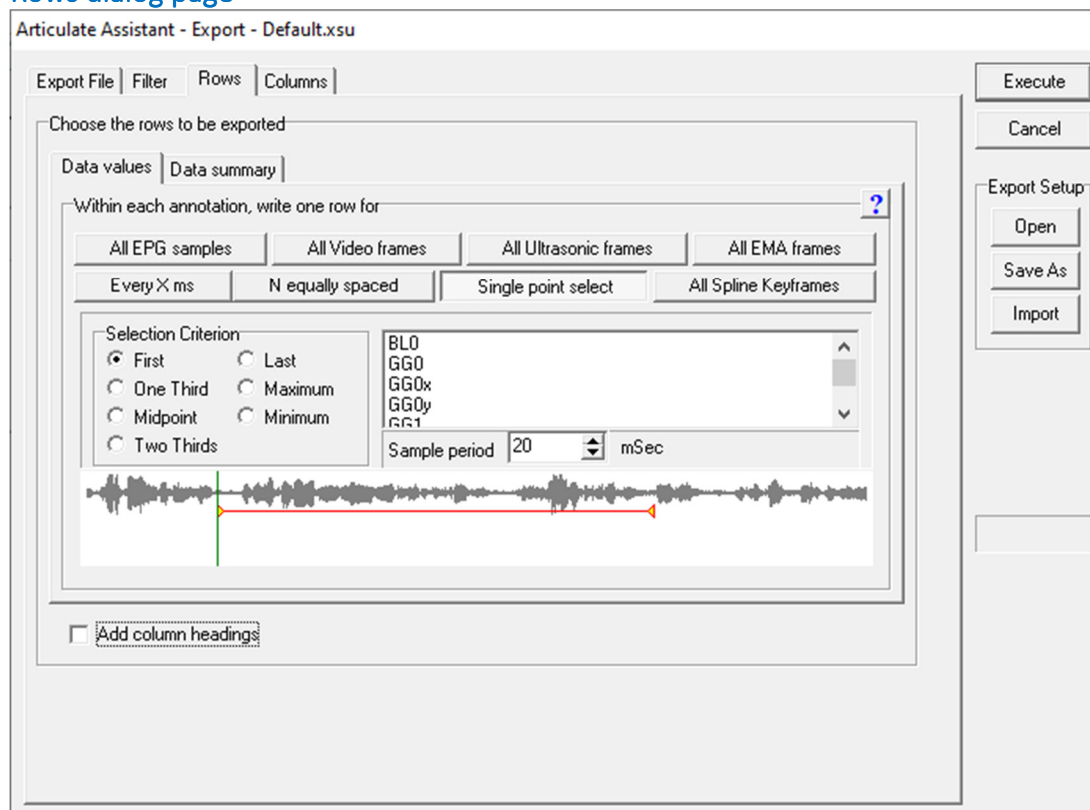 Rows dialog page
Articulate Assistant - Export - Default.xsu
Export File Filter Rows Columns
Execute
Cancel
Choose the rows to be exported
Data values Data summary
Export Setup
Within each annotation, write one row for ?
Open
All EPG samples All Video frames All Ultrasonic frames All EMA frames
Save As
Every X ms N equally spaced Single point select All Spline Keyframes
Import
Selection Criterion
First Last
One Third Maximum
Midpoint Minimum
Two Thirds
BL0
GG0
GG0x
GG0y
GG1
Sample period 20 mSec
Add column headings